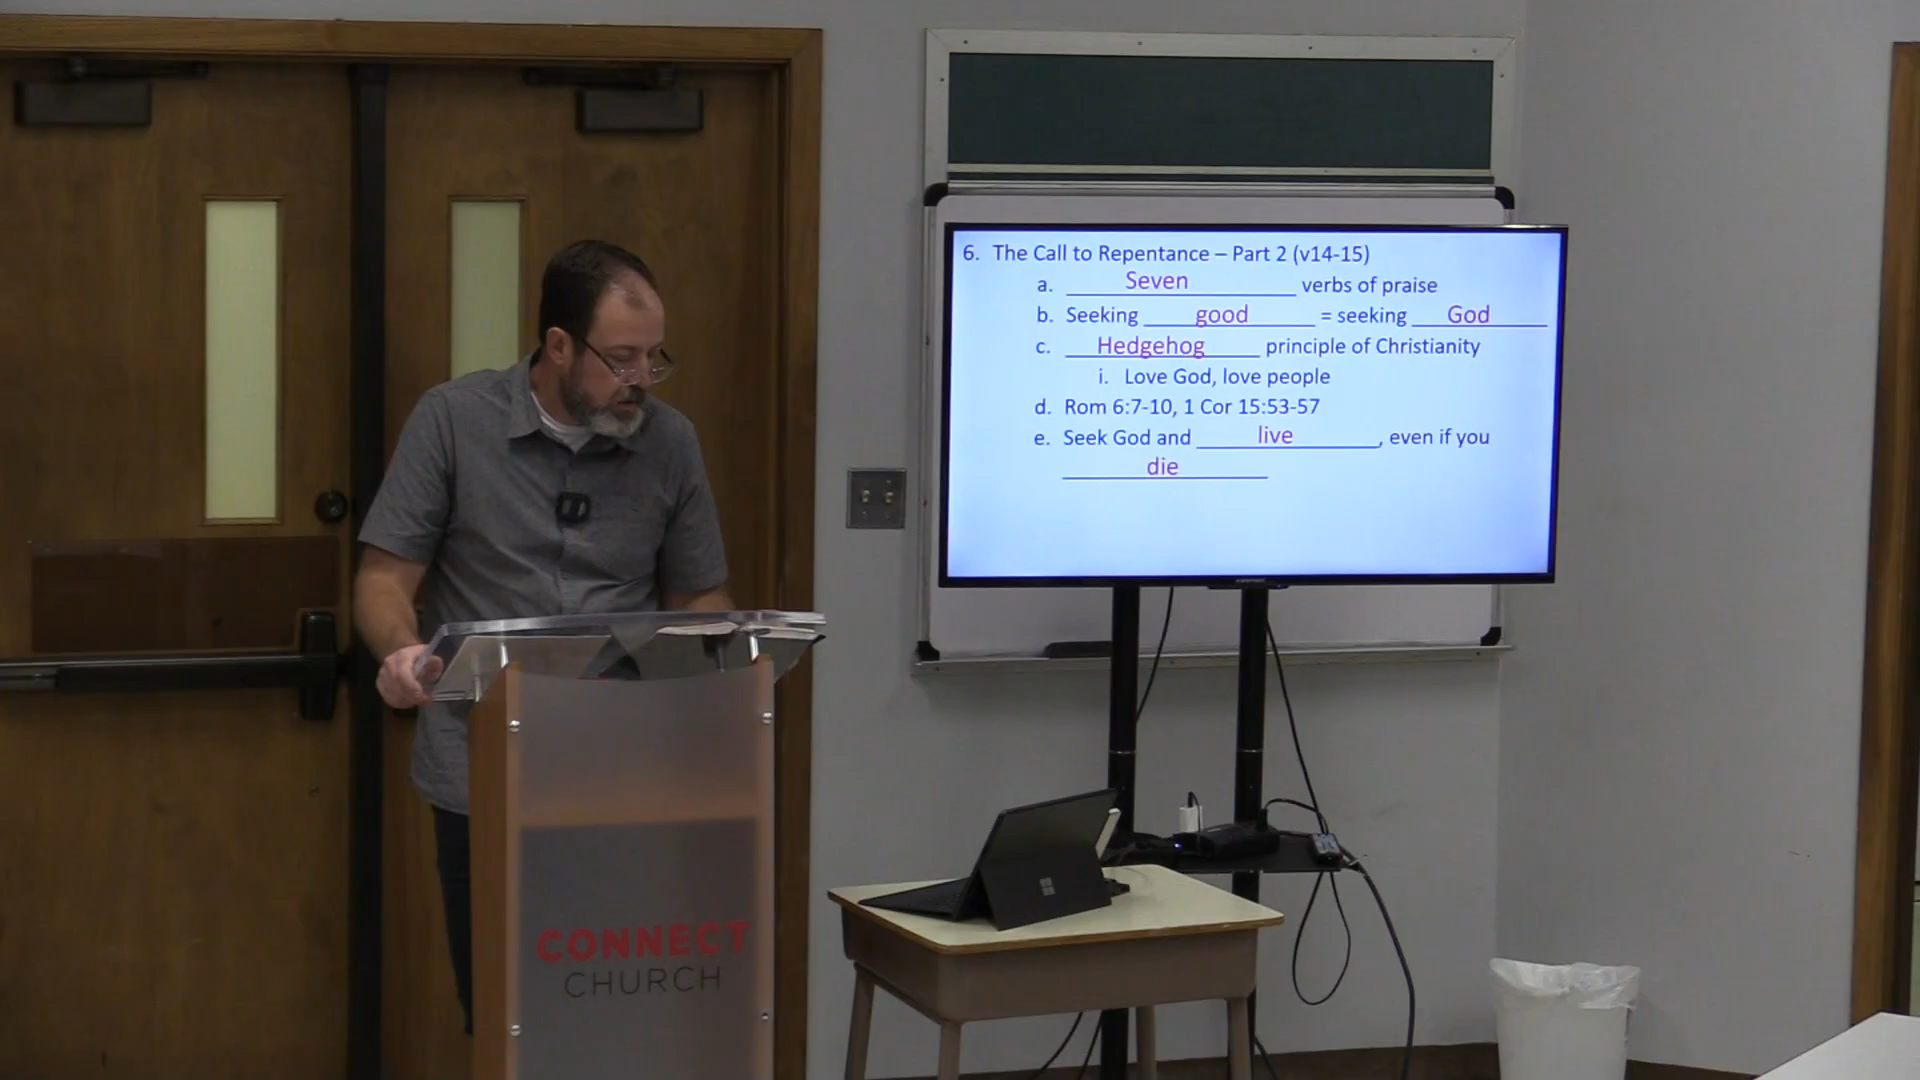 6. The Call to Repentance – Part 2 (v14-15)
a. Seven verbs of praise
b. Seeking good = seeking God
c. Hedgehog principle of Christianity
i. Love God, love people
d. Rom 6:7-10, 1 Cor 15:53-57
e. Seek God and live, even if you
die
CONNECT
CHURCH